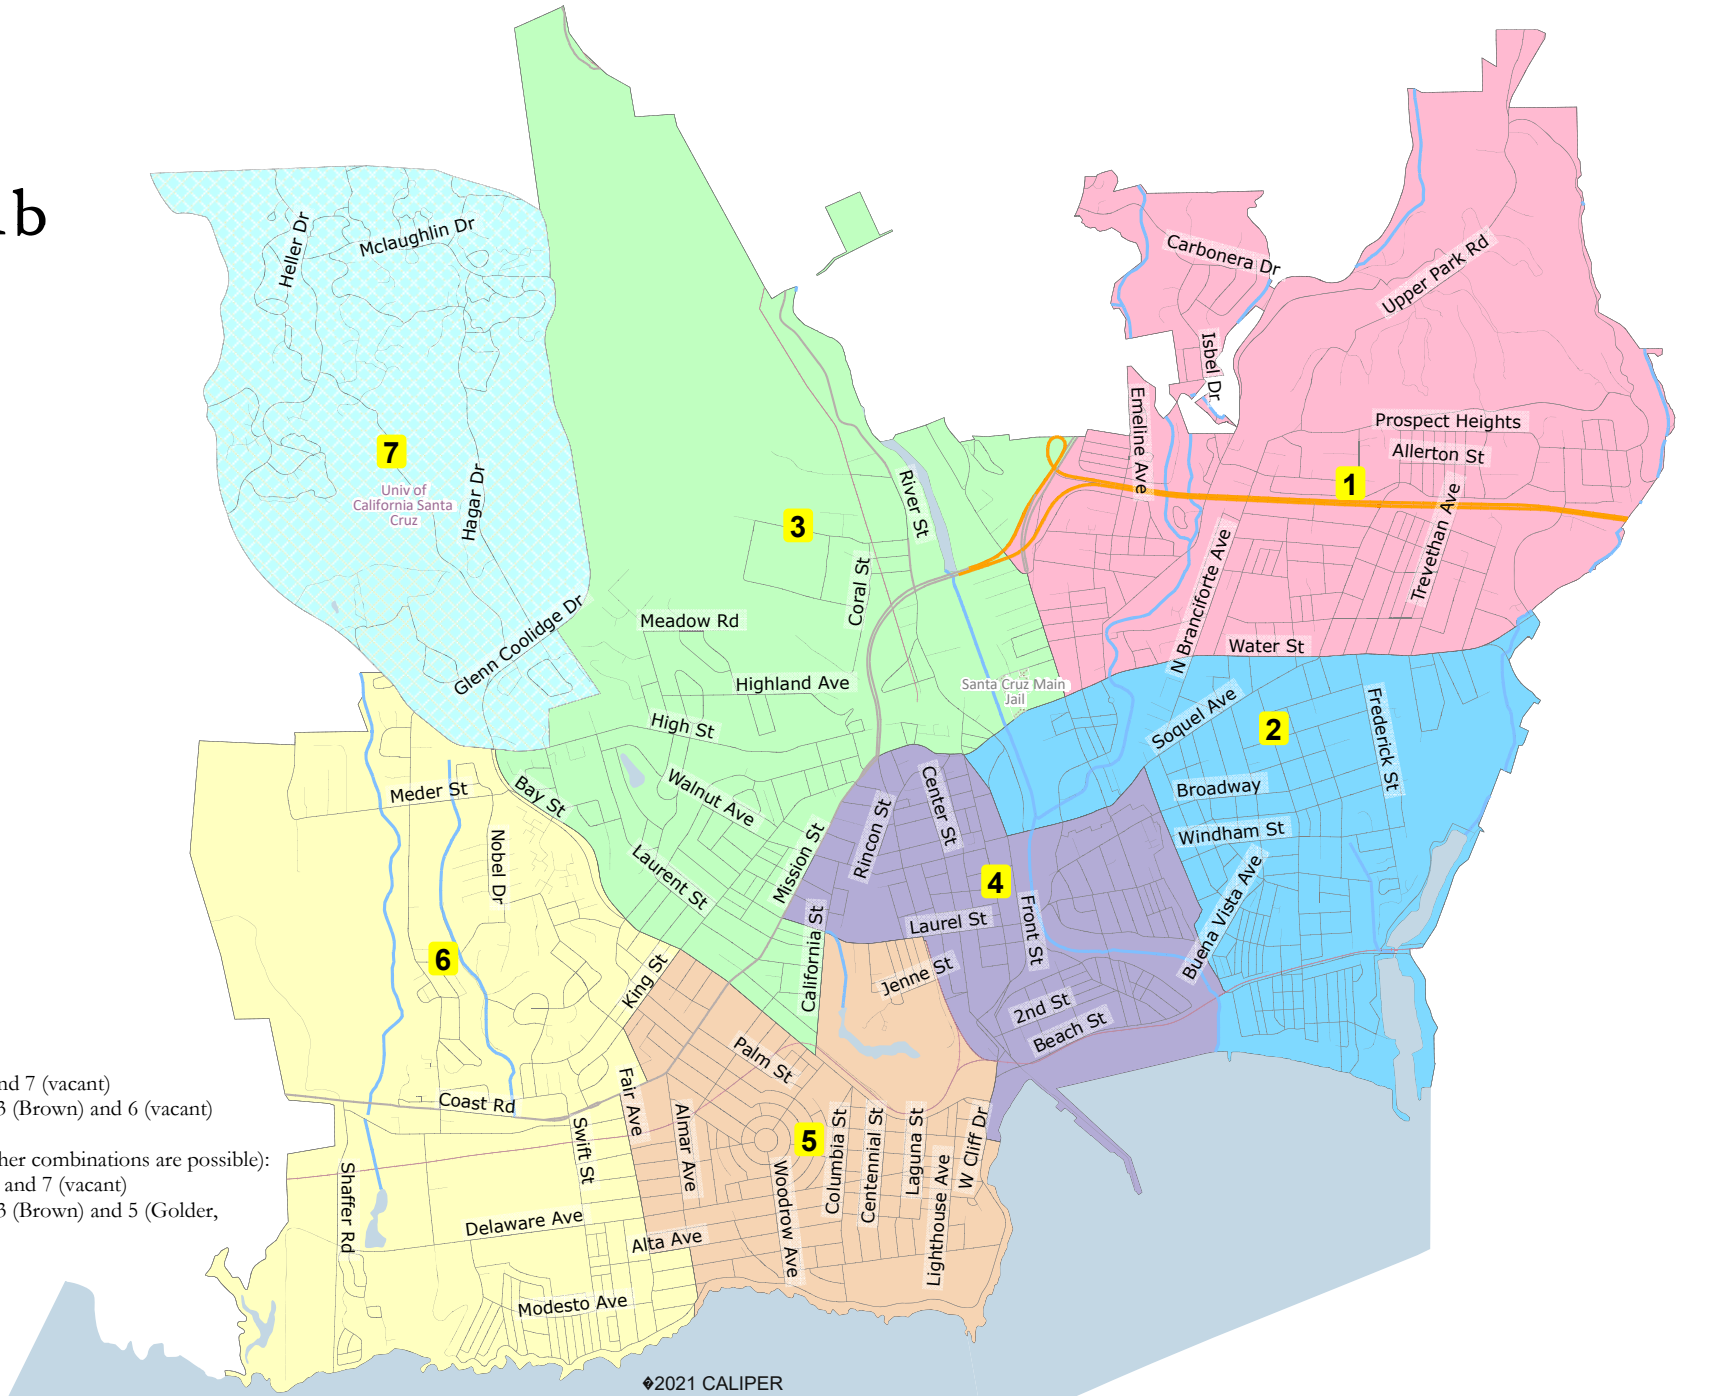 1b
Heller Dr
Mclaughlin Dr
Carbonera Dr
Upper Park Rd
Isbel Dr
Emeline Ave
Prospect Heights
Allerton St
7
Univ of
California Santa
Cruz
Hagar Dr
1
River St
3
Trevethan Ave
Coral St
N Branciforte Ave
Meadow Rd
Glenn Coolidge Dr
Water St
Highland Ave
Santa Cruz Main
Jail
High St
Soquel Ave
2
Frederick St
Meder St
Bay St
Walnut Ave
Center St
Broadway
Rincon St
Windham St
Nobel Dr
Laurent St
Mission St
4
Buena Vista Ave
California St
Laurel St
Front St
6
King St
Jenne St
2nd St
Beach St
Palm St
nd 7 (vacant)
3 (Brown) and 6 (vacant)
Coast Rd
Fair Ave
Almar Ave
Swift St
5
Columbia St
Centennial St
Laguna St
W Cliff Dr
her combinations are possible):
and 7 (vacant)
3 (Brown) and 5 (Golder,
Shaffer Rd
Woodrow Ave
Lighthouse Ave
Delaware Ave
Alta Ave
Modesto Ave
�2021 CALIPER